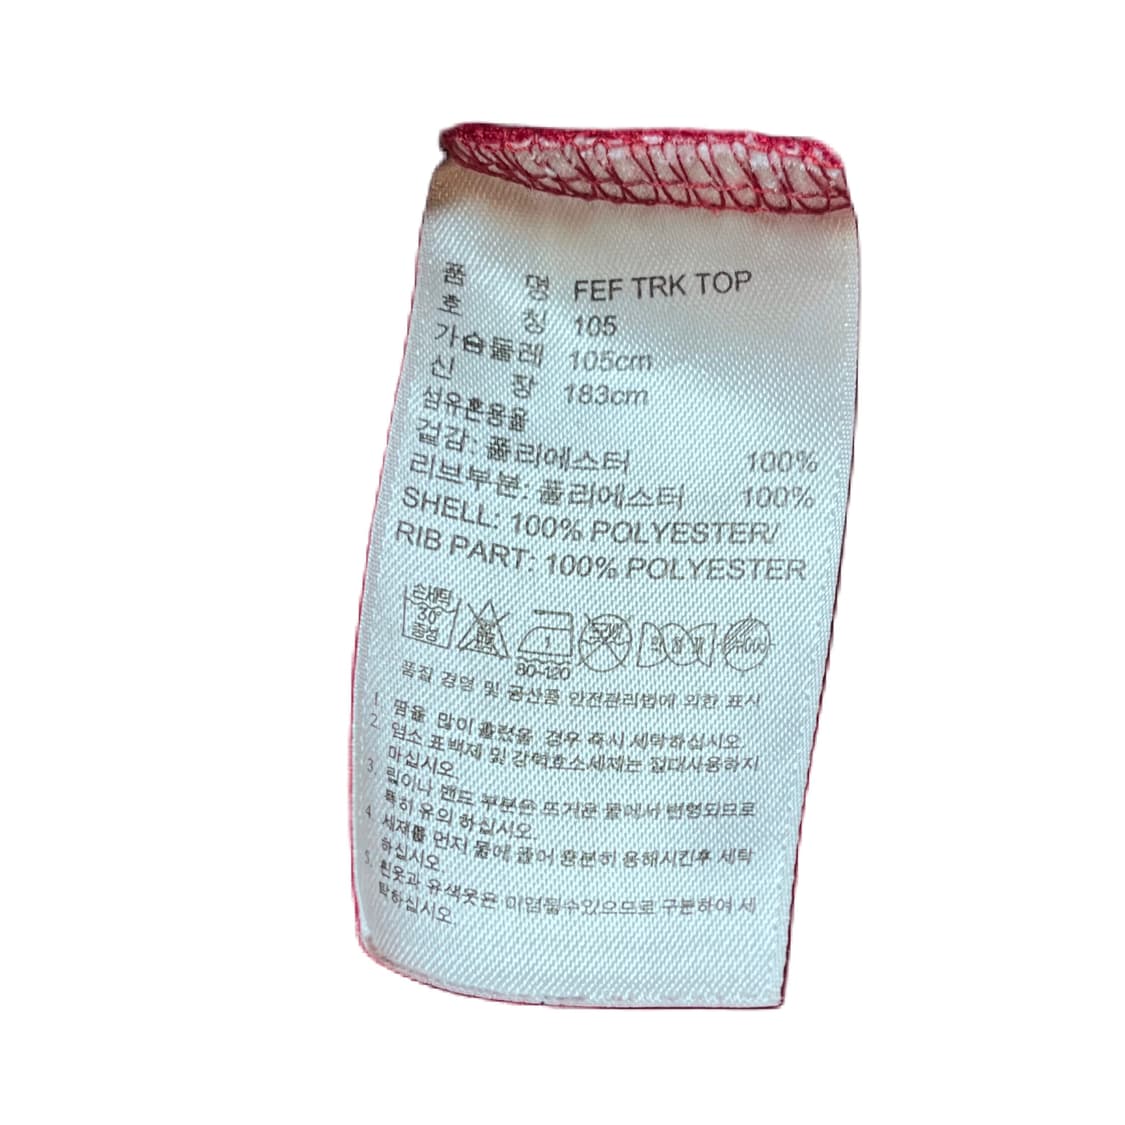 품 명 FEF TRK TOP
호 칭 105
가슴둘레 105cm
신 장 183cm
섬유혼용율
겉감: 폴리에스터 100%
리브부분: 폴리에스터 100%
SHELL: 100% POLYESTER/
RIB PART: 100% POLYESTER
손세탁
30°
중성
1
80-120
품질 경영 및 공산품 안전관리법에 의한 표시
1. 땀을 많이 흘렸을 경우 즉시 세탁하십시오.
2. 염소 표백제 및 강력효소세제는 절대사용하지
마십시오.
3. 립이나 밴드 부분은 뜨거운 물에서 변형되므로
특히 유의 하십시오.
4. 세제를 먼저 물에 풀어 충분히 용해시킨후 세탁
하십시오.
5. 흰옷과 유색옷은 이염될수있으므로 구분하여 세
탁하십시오.